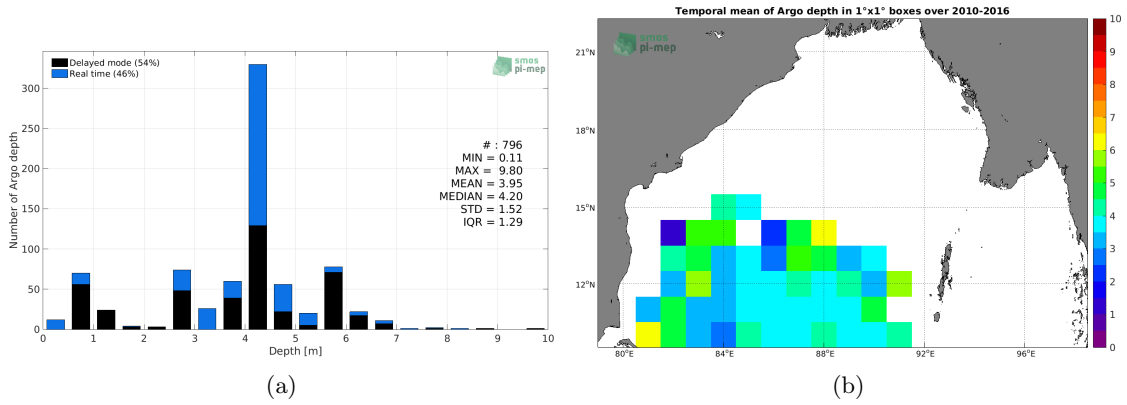 Temporal mean of Argo depth in 1°x1° boxes over 2010-2016
Delayed mode (54%)
Real time (46%)
smos
pi-mep
# : 796
MIN = 0.11
MAX = 9.80
MEAN = 3.95
MEDIAN = 4.20
STD = 1.52
IQR = 1.29
Number of Argo depth
300
250
200
150
100
50
0
0 1 2 3 4 5 6 7 8 9 10
Depth [m]
(a)
smos
pi-mep
21°N
18°N
15°N
12°N
80°E 84°E 88°E 92°E 96°E
10
9
8
7
6
5
4
3
2
1
0
(b)